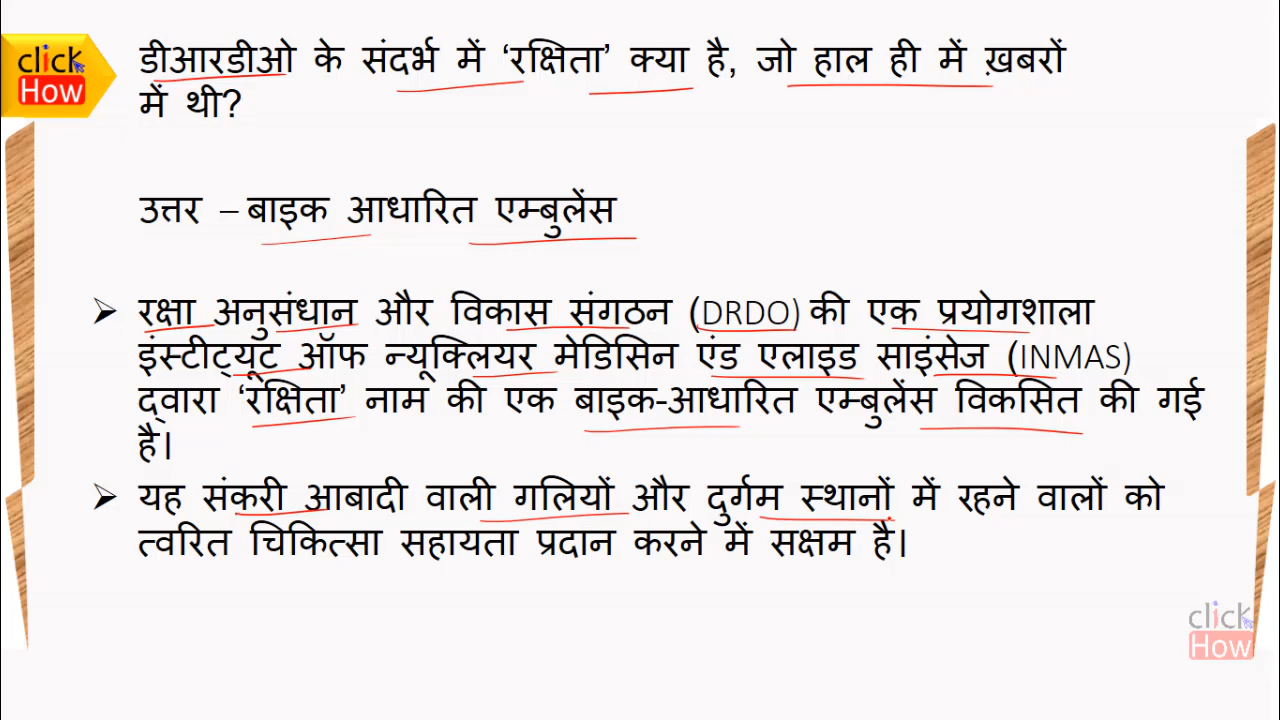 click
How
डीआरडीओ के संदर्भ में ‘रक्षिता’ क्या है, जो हाल ही में ख़बरों
में थी?
उत्तर – बाइक आधारित एम्बुलेंस
➢ रक्षा अनुसंधान और विकास संगठन (DRDO) की एक प्रयोगशाला
इंस्टीट्यूट ऑफ न्यूक्लियर मेडिसिन एंड एलाइड साइंसेज (INMAS)
द्वारा ‘रक्षिता’ नाम की एक बाइक-आधारित एम्बुलेंस विकसित की गई
है।
➢ यह संकरी आबादी वाली गलियों और दुर्गम स्थानों में रहने वालों को
त्वरित चिकित्सा सहायता प्रदान करने में सक्षम है।
click
How